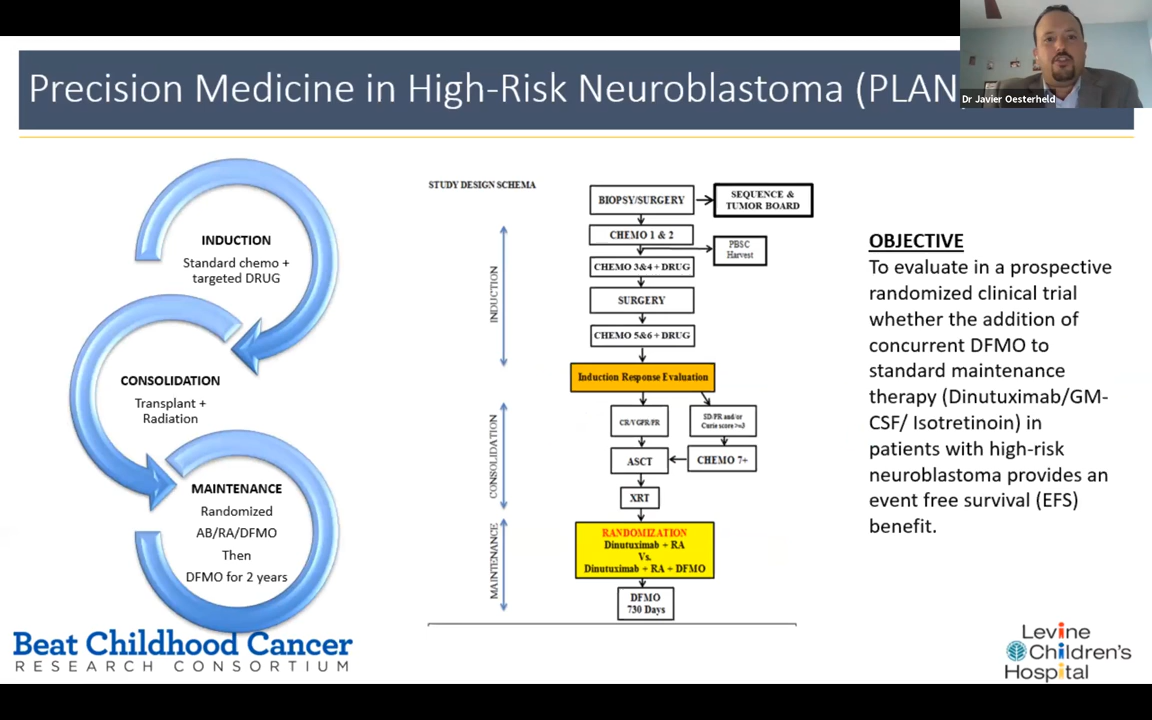 Precision Medicine in High-Risk Neuroblastoma (PLAN
Dr Javier Oesterheld
INDUCTION
Standard chemo +
targeted DRUG
CONSOLIDATION
Transplant +
Radiation
MAINTENANCE
Randomized
AB/RA/DFMO
Then
DFMO for 2 years
STUDY DESIGN SCHEMA
INDUCTION
CONSOLIDATION
MAINTENANCE
BIOPSY/SURGERY
SEQUENCE &
TUMOR BOARD
CHEMO 1 & 2
PBSC
Harvest
CHEMO 3&4 + DRUG
SURGERY
CHEMO 5&6 + DRUG
Induction Response Evaluation
CR/VGPR/PR
SD/PR and/or
Curie score >=3
ASCT
CHEMO 7+
XRT
RANDOMIZATION
Dinutuximab + RA
Vs.
Dinutuximab + RA + DFMO
DFMO
730 Days
OBJECTIVE
To evaluate in a prospective
randomized clinical trial
whether the addition of
concurrent DFMO to
standard maintenance
therapy (Dinutuximab/GM-
CSF/ Isotretinoin) in
patients with high-risk
neuroblastoma provides an
event free survival (EFS)
benefit.
Beat Childhood Cancer
RESEARCH CONSORTIUM
Levine
Children's
Hospital